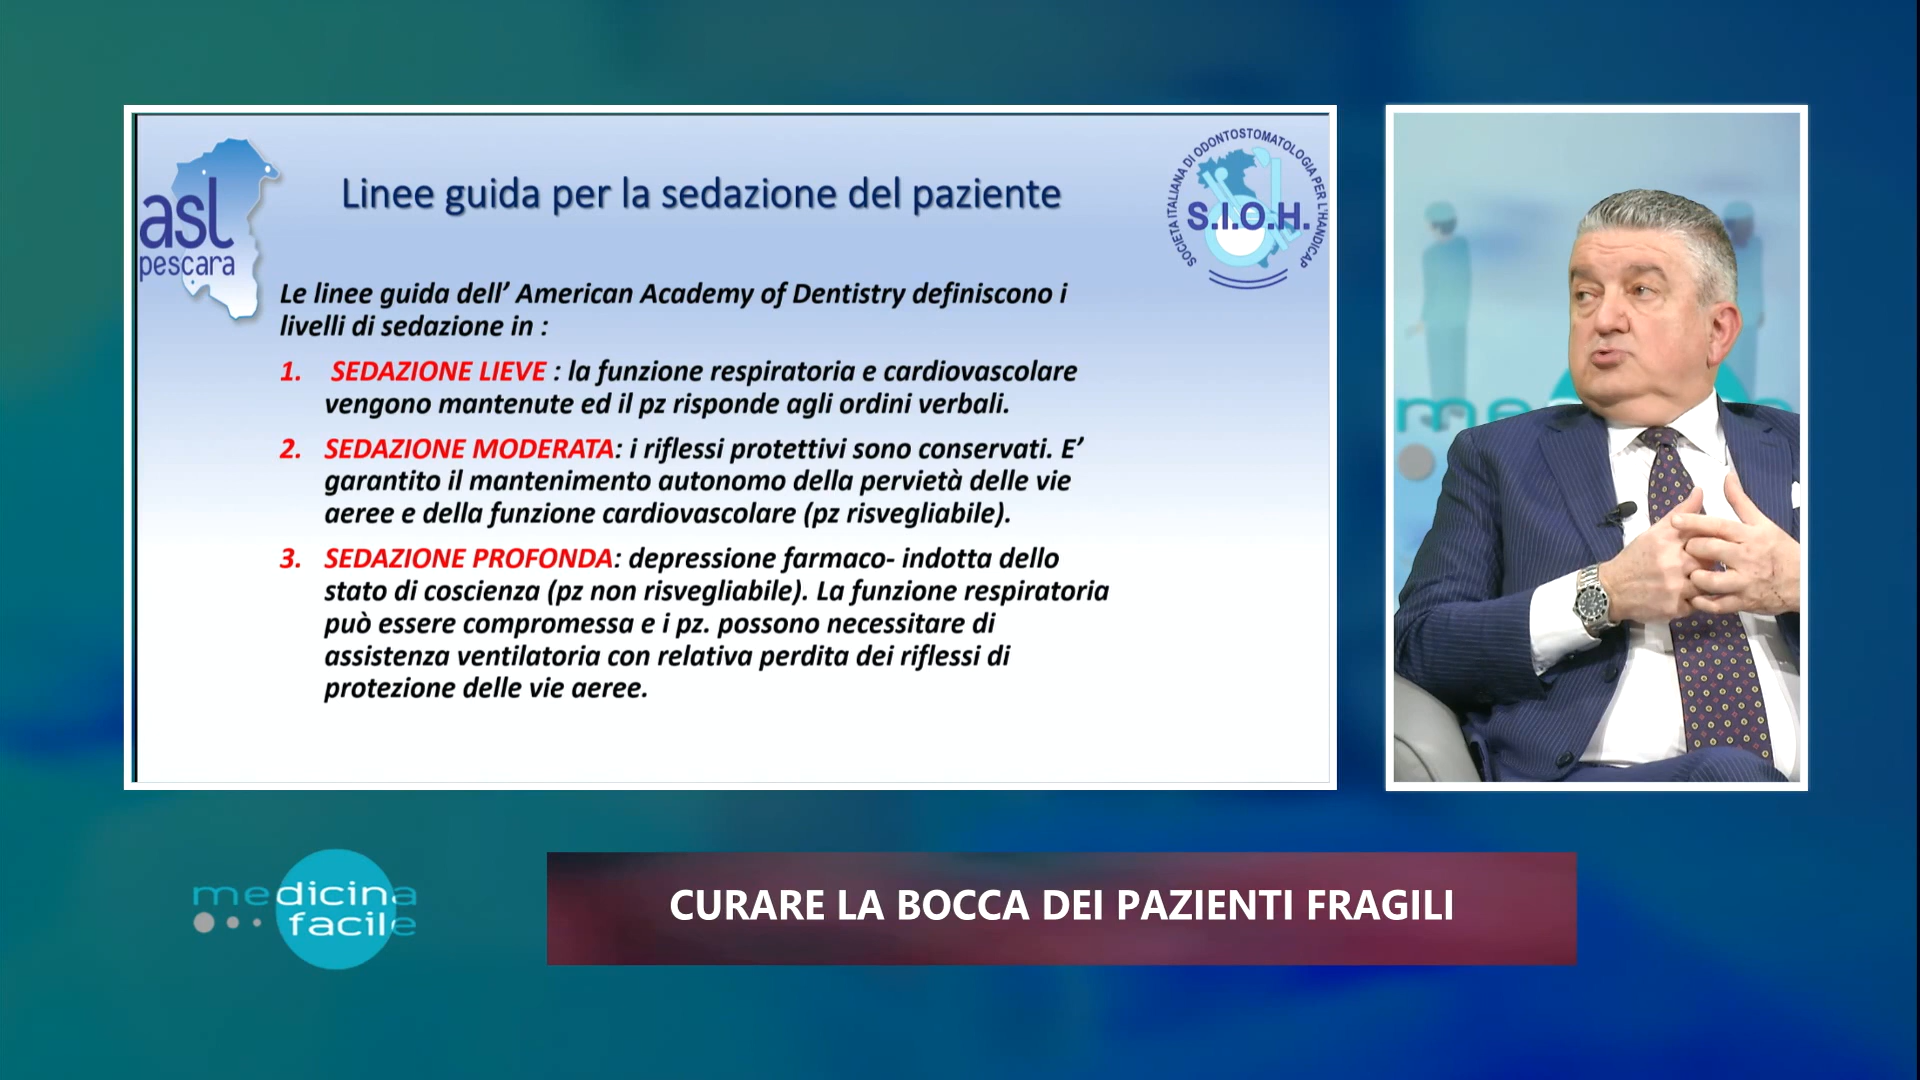 asl
pescara
Linee guida per la sedazione del paziente
SOCIETÀ ITALIANA DI ODONTOSTOMATOLOGIA PER L'HANDICAP
S.I.O.H.
Le linee guida dell' American Academy of Dentistry definiscono i
livelli di sedazione in :
1. SEDAZIONE LIEVE : la funzione respiratoria e cardiovascolare
vengono mantenute ed il pz risponde agli ordini verbali.
2. SEDAZIONE MODERATA: i riflessi protettivi sono conservati. E'
garantito il mantenimento autonomo della pervietà delle vie
aeree e della funzione cardiovascolare (pz risvegliabile).
3. SEDAZIONE PROFONDA: depressione farmaco- indotta dello
stato di coscienza (pz non risvegliabile). La funzione respiratoria
può essere compromessa e i pz. possono necessitare di
assistenza ventilatoria con relativa perdita dei riflessi di
protezione delle vie aeree.
medicina
facile
CURARE LA BOCCA DEI PAZIENTI FRAGILI